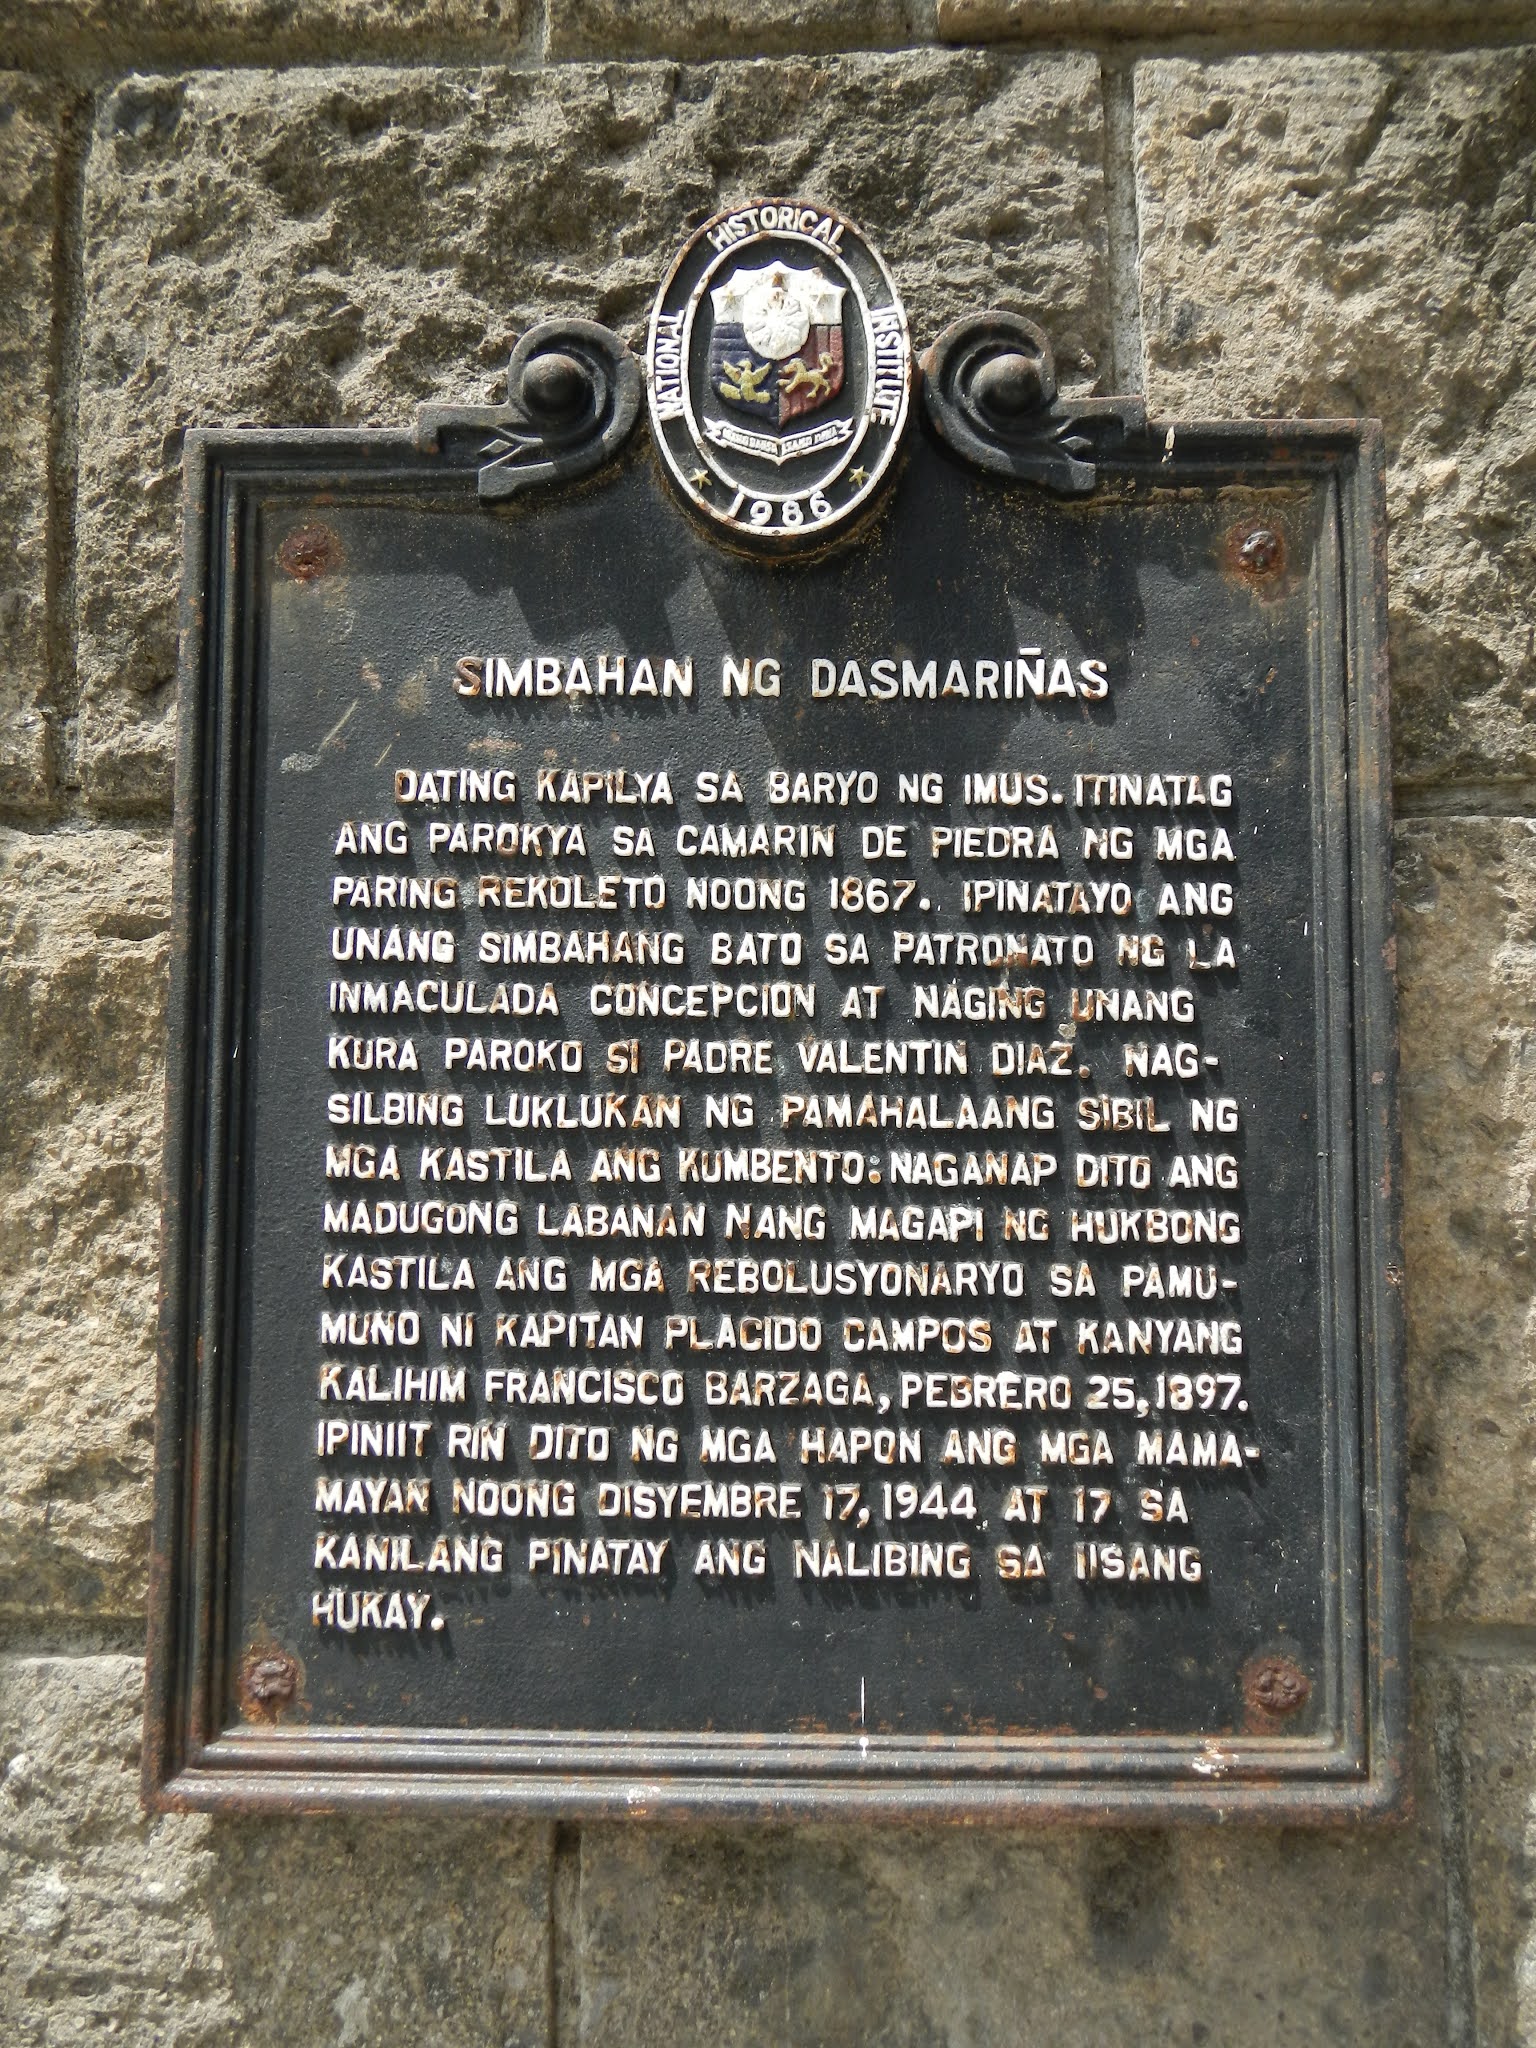 NATIONAL HISTORICAL INSTITUTE
1986
SIMBAHAN NG DASMARIÑAS
DATING KAPILYA SA BARYO NG IMUS. ITINATAG
ANG PAROKYA SA CAMARIN DE PIEDRA NG MGA
PARING REKOLETO NOONG 1867. IPINATAYO ANG
UNANG SIMBAHANG BATO SA PATRONATO NG LA
INMACULADA CONCEPCION AT NAGING UNANG
KURA PAROKO SI PADRE VALENTIN DIAZ. NAG-
SILBING LUKLUKAN NG PAMAHALAANG SIBIL NG
MGA KASTILA ANG KUMBENTO: NAGANAP DITO ANG
MADUGONG LABANAN NANG MAGAPI NG HUKBONG
KASTILA ANG MGA REBOLUSYONARYO SA PAMU-
MUNO NI KAPITAN PLACIDO CAMPOS AT KANYANG
KALIHIM FRANCISCO BARZAGA, PEBRERO 25, 1897.
IPINIIT RIN DITO NG MGA HAPON ANG MGA MAMA-
MAYAN NOONG DISYEMBRE 17, 1944 AT 17 SA
KANILANG PINATAY ANG NALIBING SA IISANG
HUKAY.